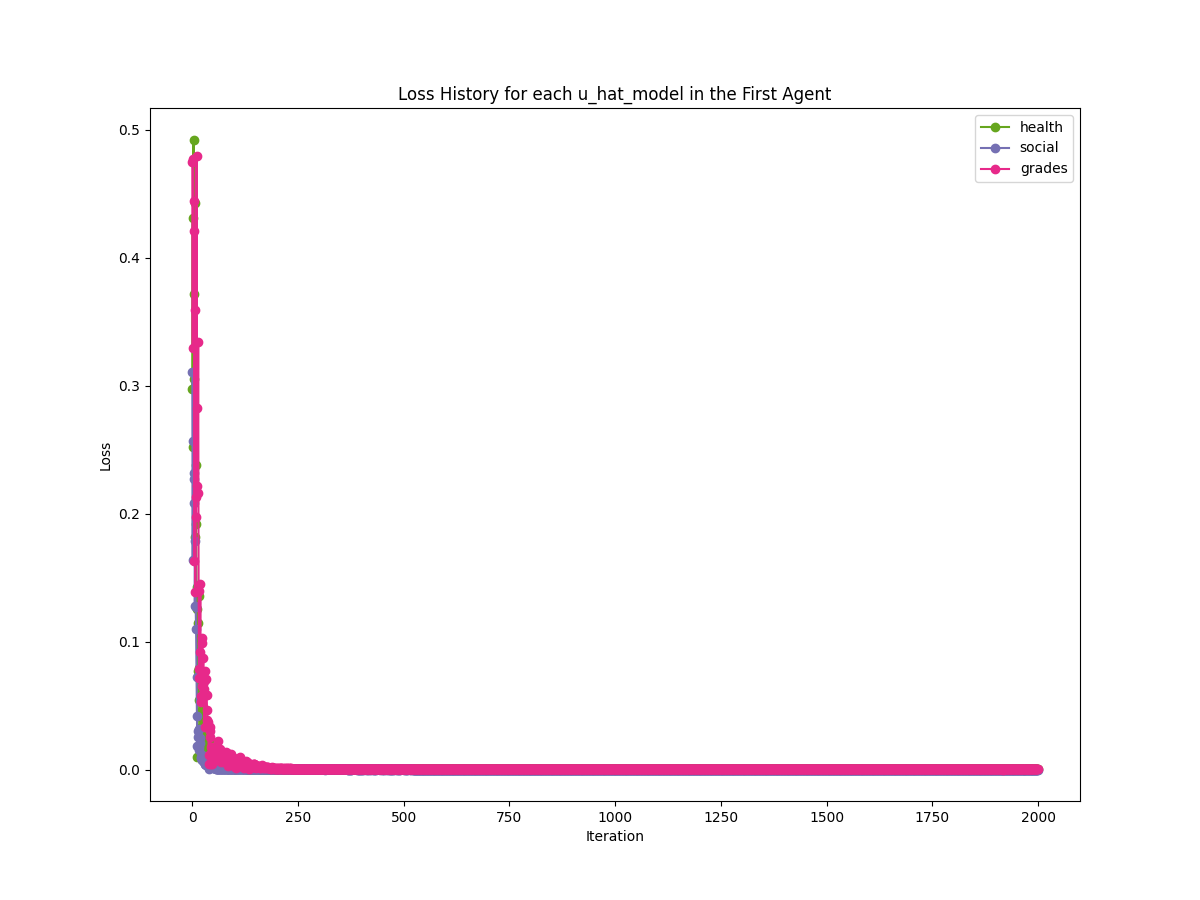 Loss History for each u_hat_model in the First Agent
health
social
grades
Loss
0.5
0.4
0.3
0.2
0.1
0.0
0 250 500 750 1000 1250 1500 1750 2000
Iteration